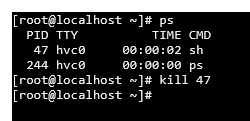 [root@localhost ~]# ps
PID TTY TIME CMD
47 hvc0 00:00:02 sh
244 hvc0 00:00:00 ps
[root@localhost ~]# kill 47
[root@localhost ~]#